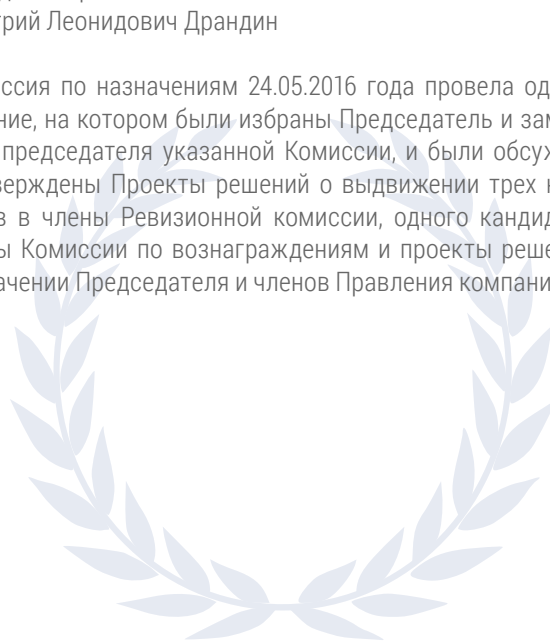 трий Леонидович Драндин
ссия по назначениям 24.05.2016 года провела од
ние, на котором были избраны Председатель и зам
председателя указанной Комиссии, и были обсуж
верждены Проекты решений о выдвижении трех к
в в члены Ревизионной комиссии, одного кандид
ы Комиссии по вознаграждениям и проекты реше
ачении Председателя и членов Правления компани